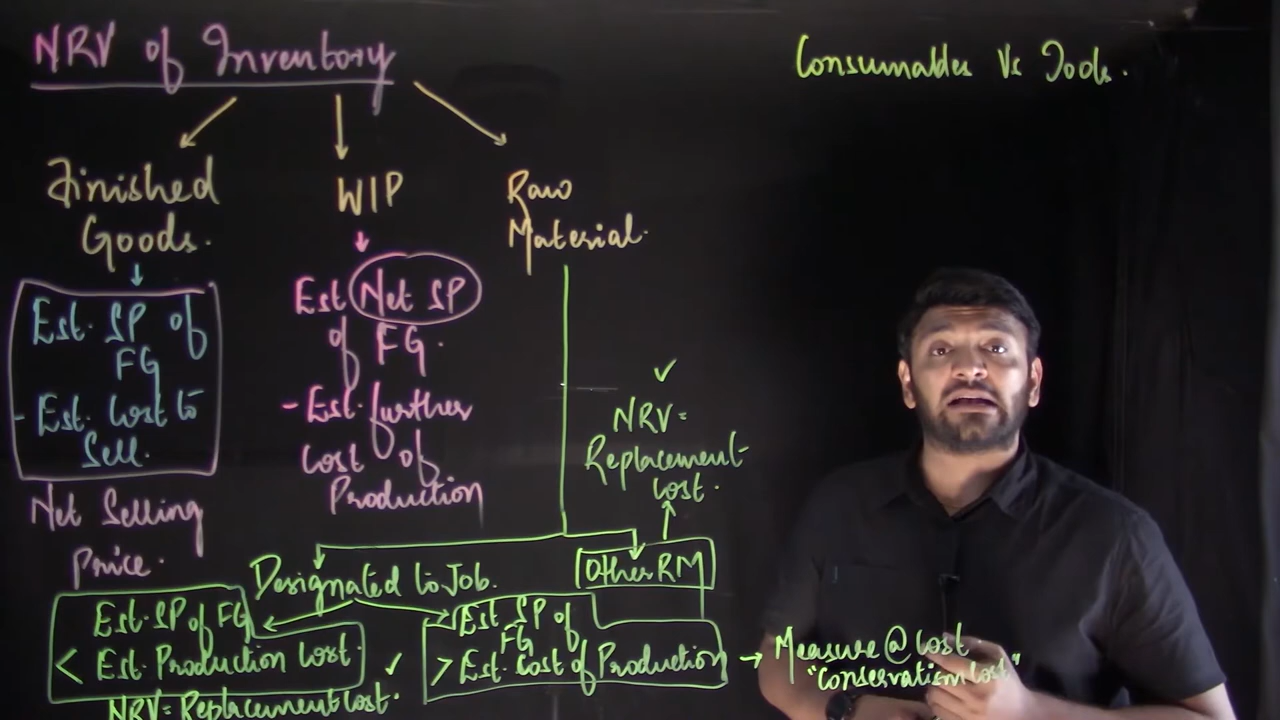 NRV of Inventory
Consumables Vs Tools.
Finished
Goods.
Est. SP of
FG
- Est. Cost to
Sell.
Net Selling
Price.
WIP
Est Net SP
of FG.
- Est. further
Cost of
Production
Raw
Material.
NRV =
Replacement
Cost.
Designated to Job.
Other RM
Est. SP of FG
< Est. Production Cost.
NRV = Replacement Cost.
Est SP of
FG
> Est. Cost of Production
Measure @ Cost
"Conservatism Cost"